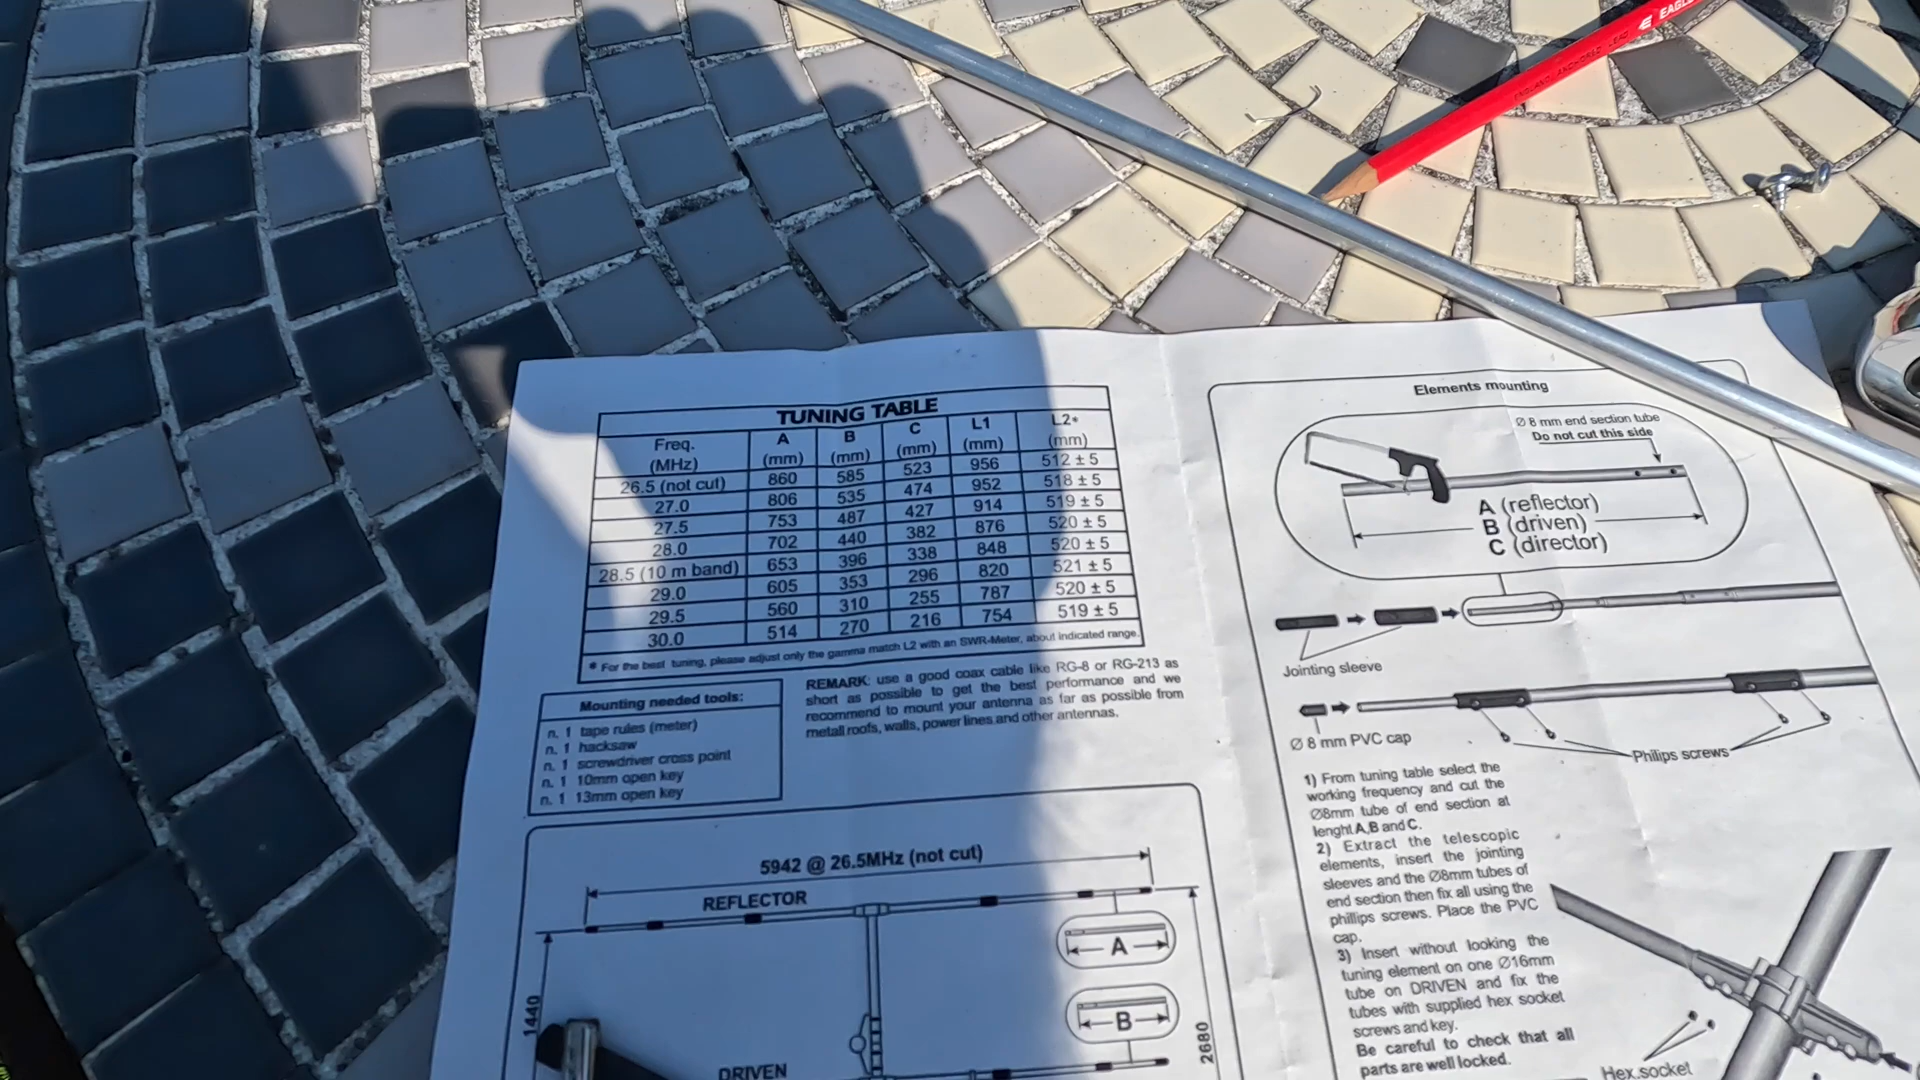 EAGLE
TUNING TABLE
Freq. (MHz) A (mm) B (mm) C (mm) L1 (mm) L2* (mm)
26.5 (not cut) 860 585 523 956 512 ± 5
27.0 806 535 474 952 518 ± 5
27.5 753 487 427 914 519 ± 5
28.0 702 440 382 876 520 ± 5
28.5 (10 m band) 653 396 338 848 520 ± 5
29.0 605 353 296 820 521 ± 5
29.5 560 310 255 787 520 ± 5
30.0 514 270 216 754 519 ± 5
* For the best tuning, please adjust only the gamma match L2 with an SWR-Meter, about indicated range.
Mounting needed tools:
n. 1 tape rules (meter)
n. 1 hacksaw
n. 1 screwdriver cross point
n. 1 10mm open key
n. 1 13mm open key
REMARK: use a good coax cable like RG-8 or RG-213 as
short as possible to get the best performance and we
recommend to mount your antenna as far as possible from
metal roofs, walls, power lines and other antennas.
5942 @ 26.5MHz (not cut)
REFLECTOR
A
B
1440
2680
DRIVEN
Elements mounting
Ø 8 mm end section tube
Do not cut this side
A (reflector)
B (driven)
C (director)
Jointing sleeve
Ø 8 mm PVC cap
Philips screws
1) From tuning table select the
working frequency and cut the
Ø8mm tube of end section at
lenght A,B and C.
2) Extract the telescopic
elements, insert the jointing
sleeves and the Ø8mm tubes of
end section then fix all using the
phillips screws. Place the PVC
cap.
3) Insert without looking the
tuning element on one Ø16mm
tube on DRIVEN and fix the
tubes with supplied hex socket
screws and key.
Be careful to check that all
parts are well locked.
Hex.socket